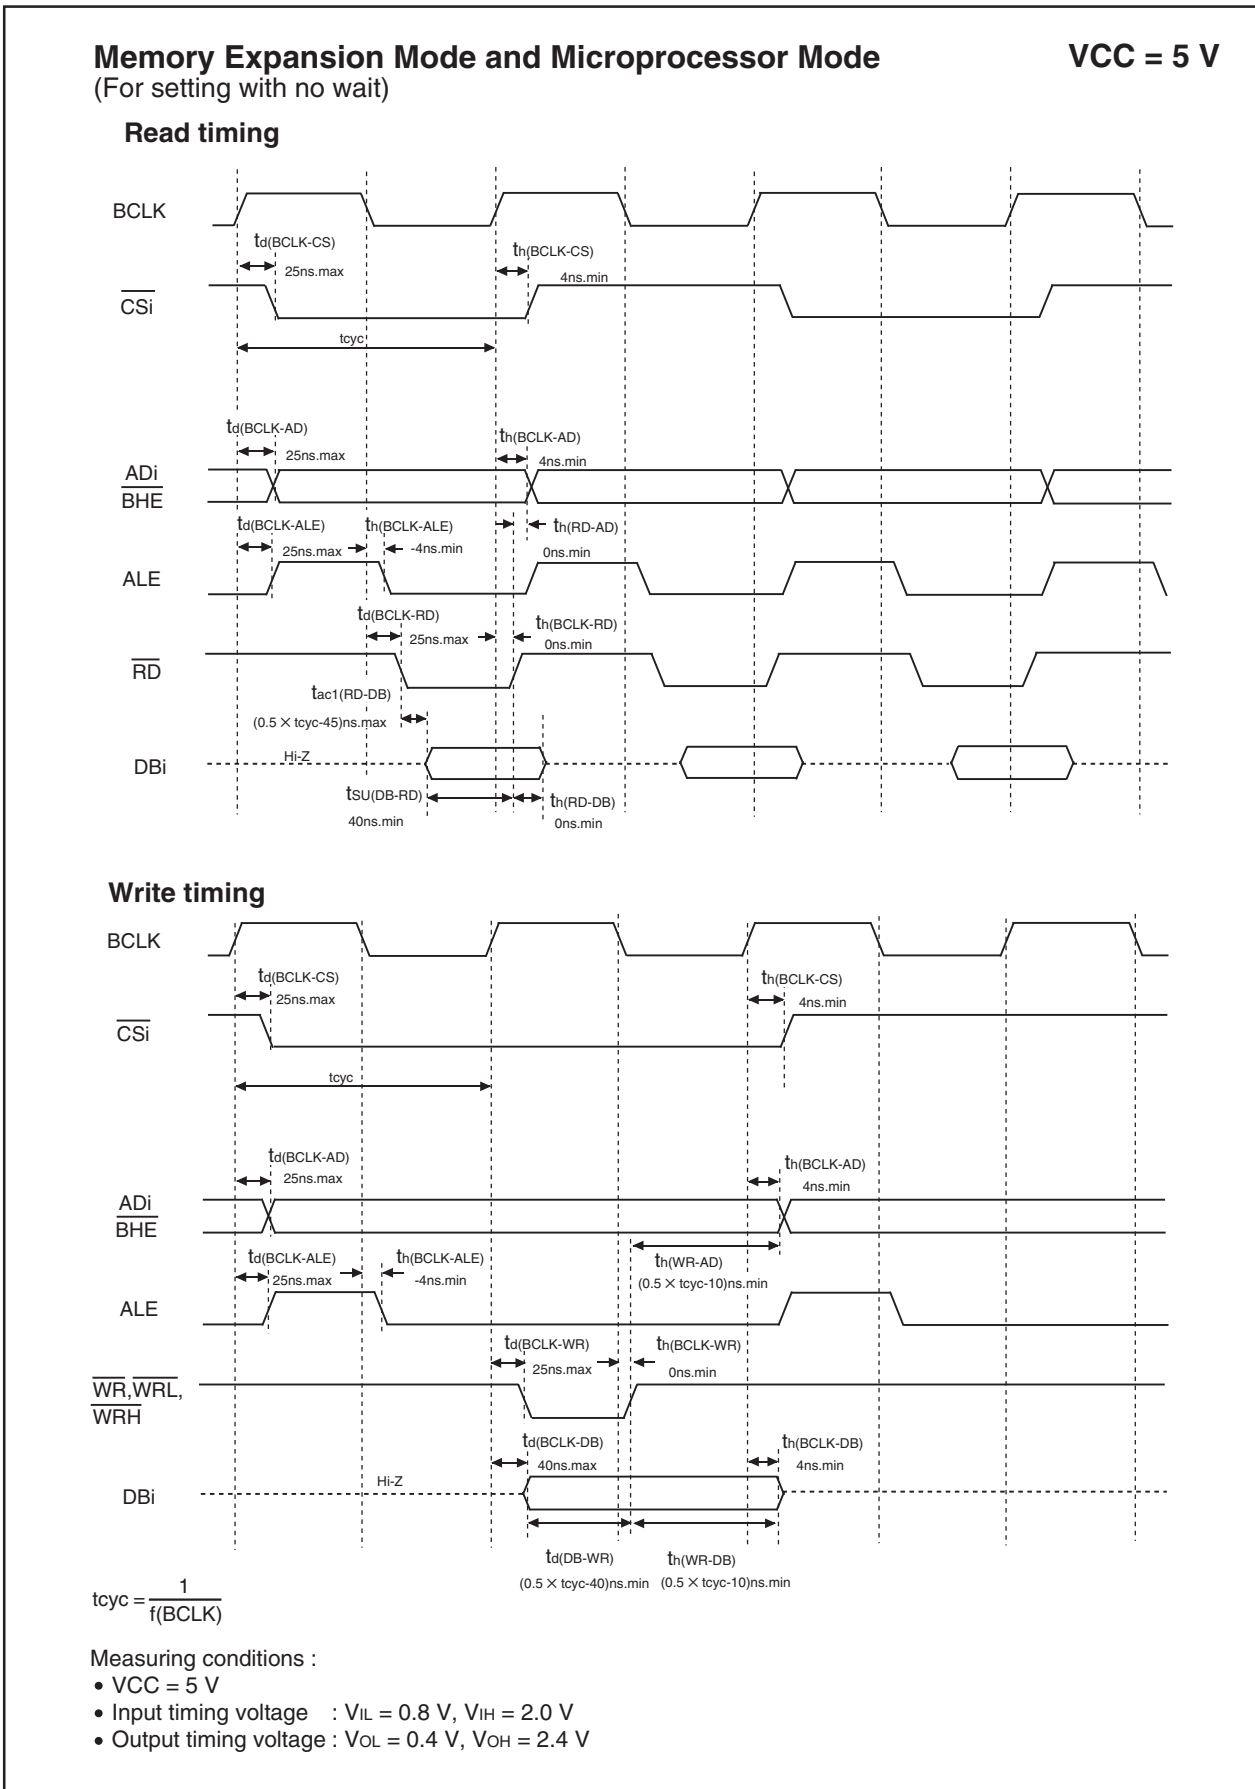 Memory Expansion Mode and Microprocessor Mode VCC = 5 V
(For setting with no wait)
Read timing
BCLK
td(BCLK-CS)
25ns.max
th(BCLK-CS)
4ns.min
CSi
tcyc
td(BCLK-AD)
25ns.max
th(BCLK-AD)
4ns.min
ADi
BHE
td(BCLK-ALE)
25ns.max
th(BCLK-ALE)
-4ns.min
th(RD-AD)
0ns.min
ALE
td(BCLK-RD)
25ns.max
th(BCLK-RD)
0ns.min
RD
tac1(RD-DB)
(0.5 × tcyc-45)ns.max
Hi-Z
DBi
tSU(DB-RD)
40ns.min
th(RD-DB)
0ns.min
Write timing
BCLK
td(BCLK-CS)
25ns.max
th(BCLK-CS)
4ns.min
CSi
tcyc
td(BCLK-AD)
25ns.max
th(BCLK-AD)
4ns.min
ADi
BHE
td(BCLK-ALE)
25ns.max
th(BCLK-ALE)
-4ns.min
th(WR-AD)
(0.5 × tcyc-10)ns.min
ALE
td(BCLK-WR)
25ns.max
th(BCLK-WR)
0ns.min
WR,WRL,
WRH
td(BCLK-DB)
40ns.max
th(BCLK-DB)
4ns.min
Hi-Z
DBi
td(DB-WR)
(0.5 × tcyc-40)ns.min
th(WR-DB)
(0.5 × tcyc-10)ns.min
tcyc = 1
f(BCLK)
Measuring conditions :
• VCC = 5 V
• Input timing voltage : VIL = 0.8 V, VIH = 2.0 V
• Output timing voltage : VOL = 0.4 V, VOH = 2.4 V